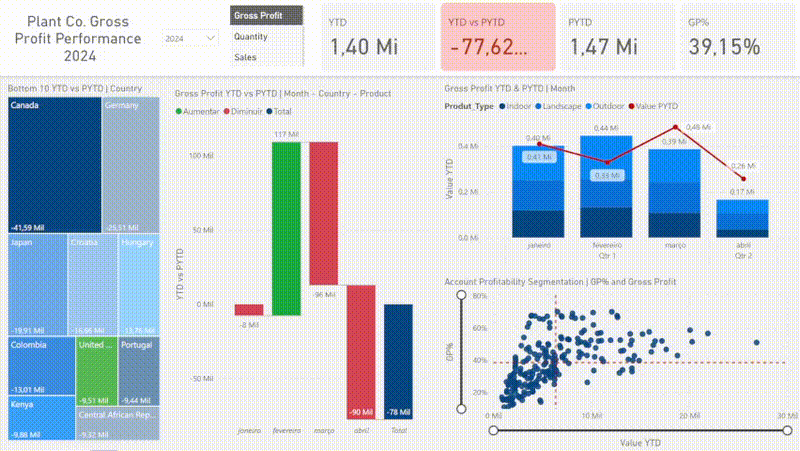 Plant Co. Gross
Profit Performance
2024
2024
Gross Profit
Quantity
Sales
YTD
1,40 Mi
YTD vs PYTD
-77,62...
PYTD
1,47 Mi
GP%
39,15%
Bottom 10 YTD vs PYTD | Country
Canada
-41,59 Mil
Germany
-25,51 Mil
Japan
-19,91 Mil
Croatia
-16,66 Mil
Hungary
-13,76 Mil
Colombia
-13,01 Mil
United ...
-9,51 Mil
Portugal
-9,44 Mil
Kenya
-9,88 Mil
Central African Rep...
-9,32 Mil
Gross Profit YTD vs PYTD | Month - Country - Product
Aumentar Diminuir Total
YTD vs PYTD
100 Mil
50 Mil
0 Mil
-50 Mil
-8 Mil
117 Mil
-96 Mil
-90 Mil
-78 Mil
janeiro fevereiro março abril Total
Gross Profit YTD & PYTD | Month
Produt_Type Indoor Landscape Outdoor Value PYTD
Value YTD
0,4 Mi
0,2 Mi
0,0 Mi
0,40 Mi
0,41 Mi
0,44 Mi
0,33 Mi
0,48 Mi
0,39 Mi
0,26 Mi
0,17 Mi
janeiro fevereiro março abril
Qtr 1 Qtr 2
Account Profitability Segmentation | GP% and Gross Profit
GP%
80%
60%
40%
20%
0 Mil 10 Mil 20 Mil 30 Mil
Value YTD